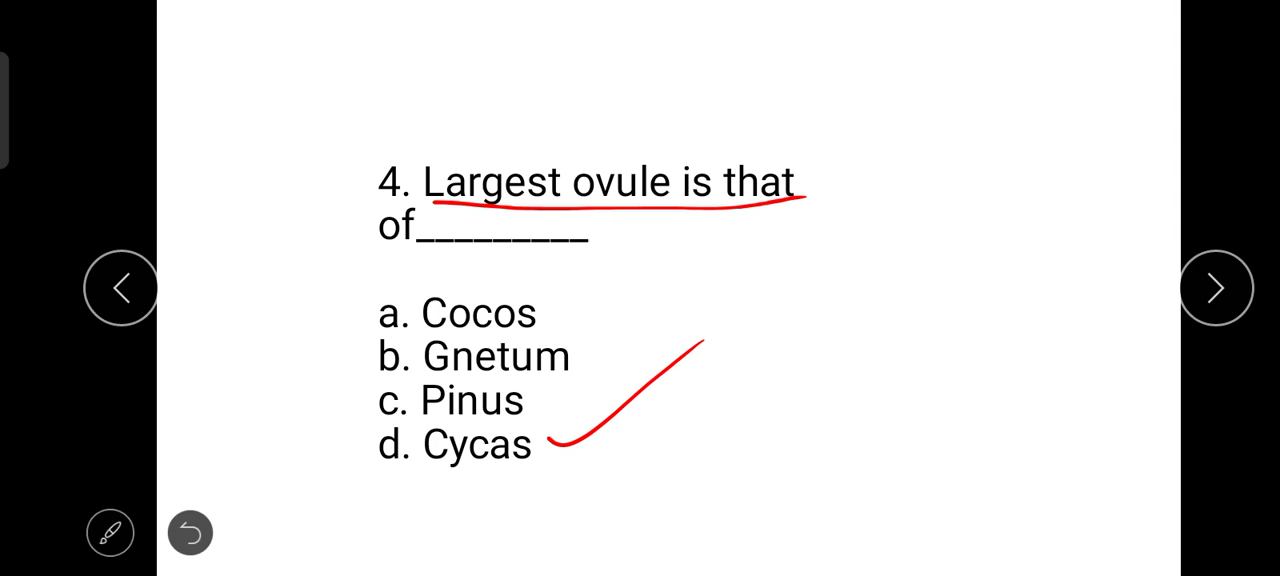 4. Largest ovule is that
of_________
a. Cocos
b. Gnetum
c. Pinus
d. Cycas